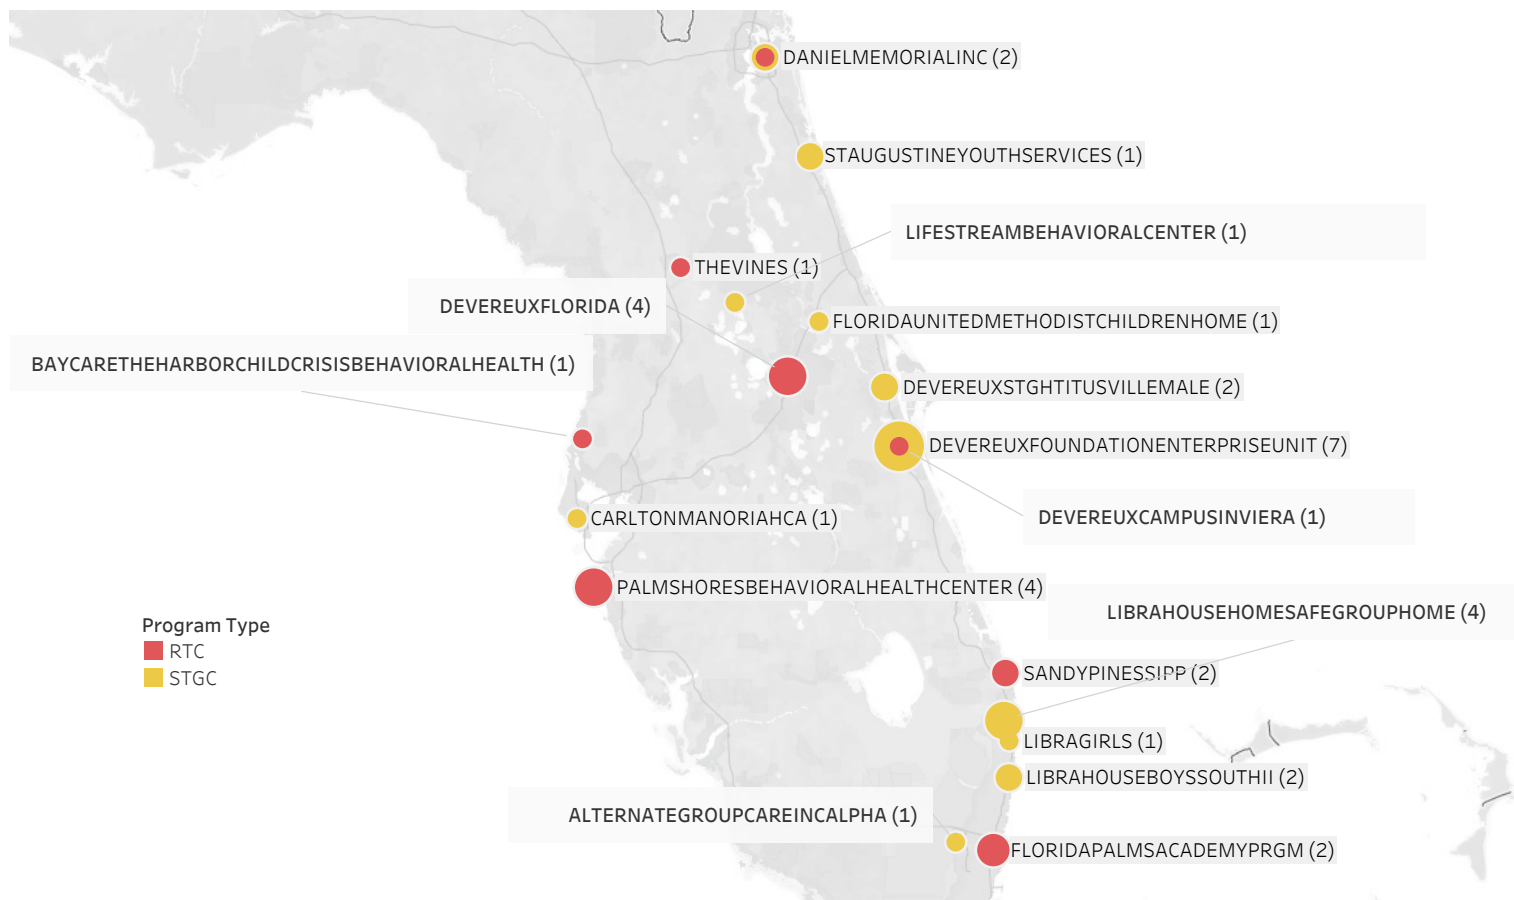 DANIELMEMORIALINC (2)
STAUGUSTINEYOUTHSERVICES (1)
LIFESTREAMBEHAVIORALCENTER (1)
THEVINES (1)
DEVEREUXFLORIDA (4)
FLORIDAUNITEDMETHODISTCHILDRENHOME (1)
BAYCARETHEHARBORCHILDCRISISBEHAVIORALHEALTH (1)
DEVEREUXSTGHTITUSVILLEMALE (2)
DEVEREUXFOUNDATIONENTERPRISEUNIT (7)
DEVEREUXCAMPUSINVIERA (1)
CARLTONMANORIAHCA (1)
PALMSHORESBEHAVIORALHEALTHCENTER (4)
LIBRAHOUSEHOMESAFEGROUPHOME (4)
Program Type
RTC
STGC
SANDYPINESSIPP (2)
LIBRAGIRLS (1)
LIBRAHOUSEBOYSSOUTHII (2)
ALTERNATEGROUPCAREINCALPHA (1)
FLORIDAPALMSACADEMYPRGM (2)